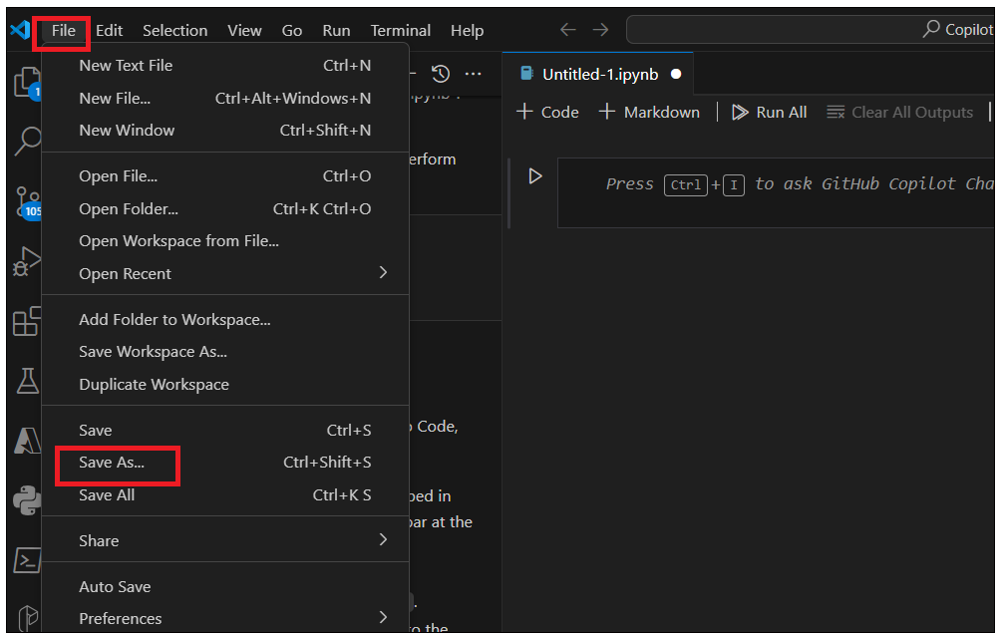 File Edit Selection View Go Run Terminal Help Copilot
New Text File Ctrl+N
New File... Ctrl+Alt+Windows+N
New Window Ctrl+Shift+N
Open File... Ctrl+O
Open Folder... Ctrl+K Ctrl+O
Open Workspace from File...
Open Recent
Add Folder to Workspace...
Save Workspace As...
Duplicate Workspace
Save Ctrl+S
Save As... Ctrl+Shift+S
Save All Ctrl+K S
Share
Auto Save
Preferences
1
105
erform
Code,
bed in
bar at the
to the
Untitled-1.ipynb
Code Markdown Run All Clear All Outputs
Press Ctrl + I to ask GitHub Copilot Cha